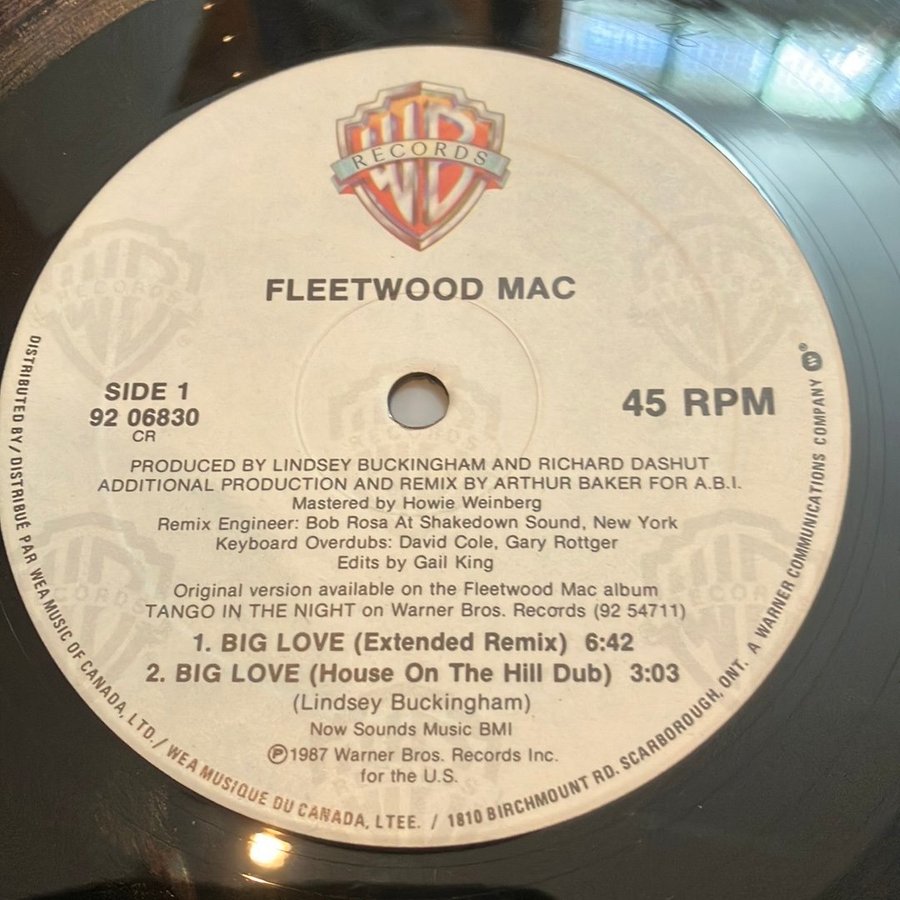 WB
RECORDS
FLEETWOOD MAC
SIDE 1
92 06830
CR
45 RPM
PRODUCED BY LINDSEY BUCKINGHAM AND RICHARD DASHUT
ADDITIONAL PRODUCTION AND REMIX BY ARTHUR BAKER FOR A.B.I.
Mastered by Howie Weinberg
Remix Engineer: Bob Rosa At Shakedown Sound, New York
Keyboard Overdubs: David Cole, Gary Rottger
Edits by Gail King
Original version available on the Fleetwood Mac album
TANGO IN THE NIGHT on Warner Bros. Records (92 54711)
1. BIG LOVE (Extended Remix) 6:42
2. BIG LOVE (House On The Hill Dub) 3:03
(Lindsey Buckingham)
Now Sounds Music BMI
℗1987 Warner Bros. Records Inc.
for the U.S.
DISTRIBUTED BY / DISTRIBUÉ PAR WEA MUSIC OF CANADA, LTD. / WEA MUSIQUE DU CANADA, LTEE. / 1810 BIRCHMOUNT RD. SCARBOROUGH, ONT. A WARNER COMMUNICATIONS COMPANY